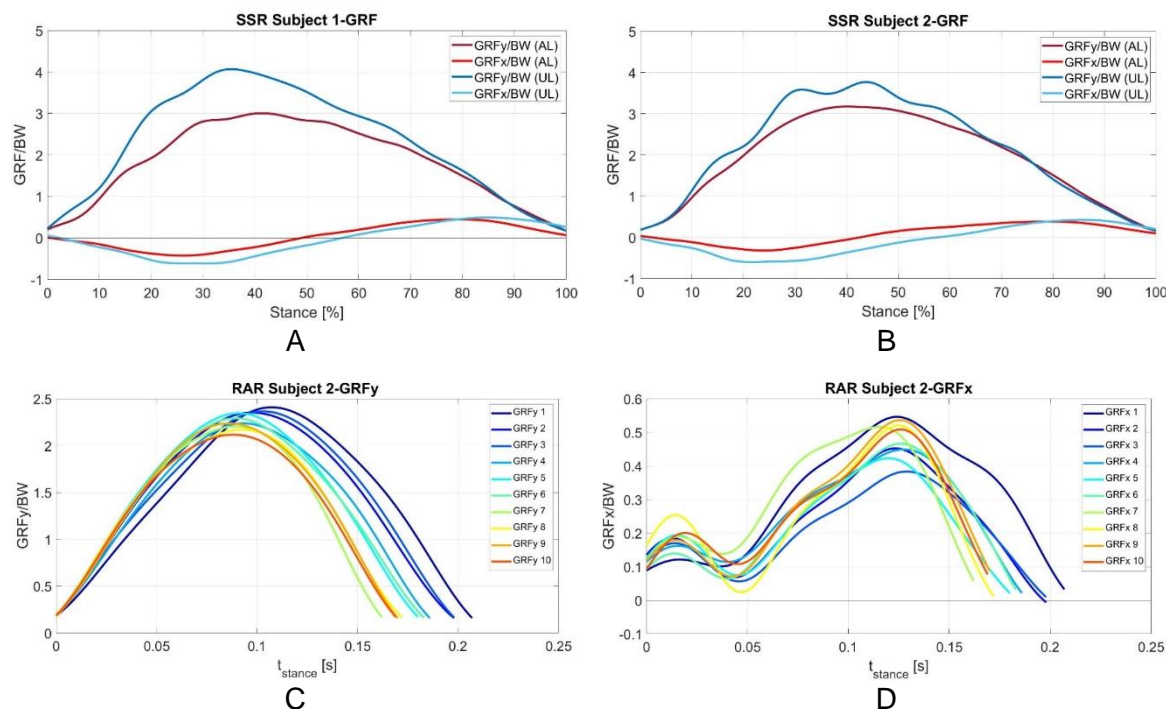 SSR Subject 1-GRF
5
4
3
2
1
0
-1
GRF/BW
GRFy/BW (AL)
GRFx/BW (AL)
GRFy/BW (UL)
GRFx/BW (UL)
0 10 20 30 40 50 60 70 80 90 100
Stance [%]
A
SSR Subject 2-GRF
5
4
3
2
1
0
-1
GRF/BW
GRFy/BW (AL)
GRFx/BW (AL)
GRFy/BW (UL)
GRFx/BW (UL)
0 10 20 30 40 50 60 70 80 90 100
Stance [%]
B
RAR Subject 2-GRFy
2.5
2
1.5
1
0.5
0
GRFy/BW
GRFy 1
GRFy 2
GRFy 3
GRFy 4
GRFy 5
GRFy 6
GRFy 7
GRFy 8
GRFy 9
GRFy 10
0 0.05 0.1 0.15 0.2 0.25
t_stance [s]
C
RAR Subject 2-GRFx
0.6
0.5
0.4
0.3
0.2
0.1
0
-0.1
GRFx/BW
GRFx 1
GRFx 2
GRFx 3
GRFx 4
GRFx 5
GRFx 6
GRFx 7
GRFx 8
GRFx 9
GRFx 10
0 0.05 0.1 0.15 0.2 0.25
t_stance [s]
D